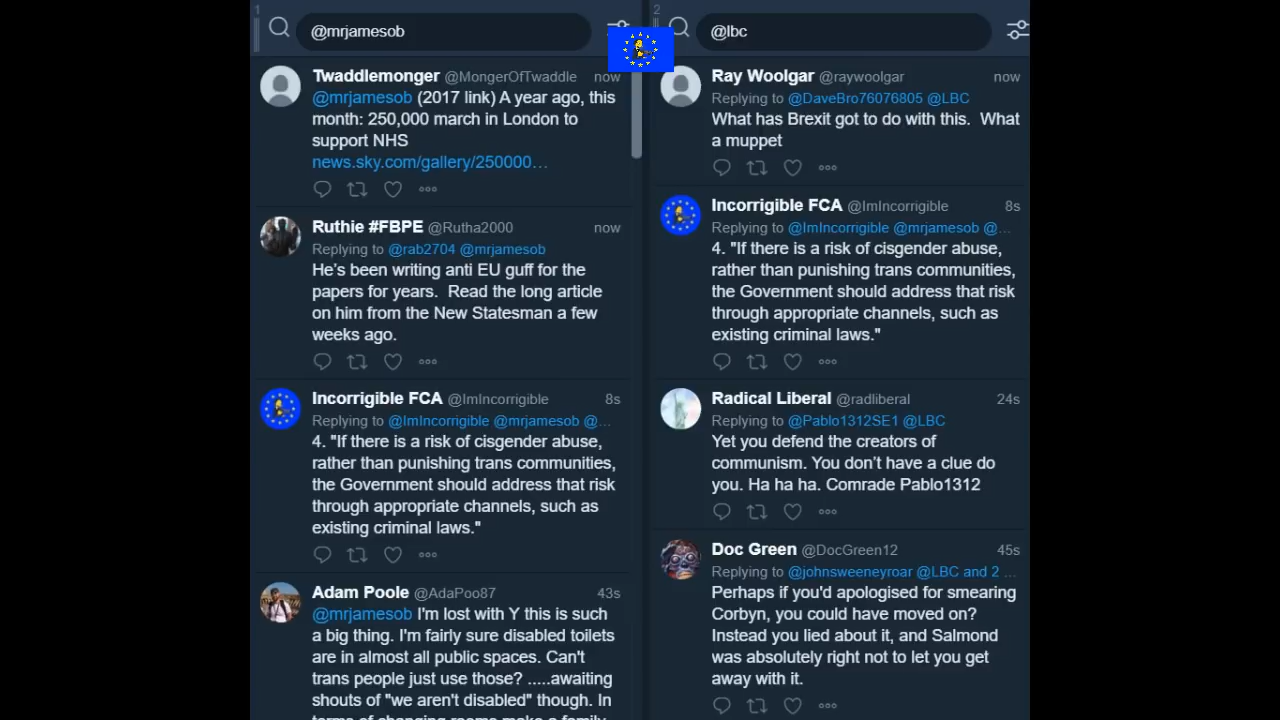 1
@mrjamesob
Twaddlemonger @MongerOfTwaddle now
@mrjamesob (2017 link) A year ago, this
month: 250,000 march in London to
support NHS
news.sky.com/gallery/250000…
Ruthie #FBPE @Rutha2000 now
Replying to @rab2704 @mrjamesob
He's been writing anti EU guff for the
papers for years.  Read the long article
on him from the New Statesman a few
weeks ago.
Incorrigible FCA @ImIncorrigible 8s
Replying to @ImIncorrigible @mrjamesob @…
4. "If there is a risk of cisgender abuse,
rather than punishing trans communities,
the Government should address that risk
through appropriate channels, such as
existing criminal laws."
Adam Poole @AdaPoo87 43s
@mrjamesob I'm lost with Y this is such
a big thing. I'm fairly sure disabled toilets
are in almost all public spaces. Can't
trans people just use those? .....awaiting
shouts of "we aren't disabled" though. In
terms of changing rooms make a family
2
@lbc
Ray Woolgar @raywoolgar now
Replying to @DaveBro76076805 @LBC
What has Brexit got to do with this.  What
a muppet
Incorrigible FCA @ImIncorrigible 8s
Replying to @ImIncorrigible @mrjamesob @…
4. "If there is a risk of cisgender abuse,
rather than punishing trans communities,
the Government should address that risk
through appropriate channels, such as
existing criminal laws."
Radical Liberal @radliberal 24s
Replying to @Pablo1312SE1 @LBC
Yet you defend the creators of
communism. You don't have a clue do
you. Ha ha ha. Comrade Pablo1312
Doc Green @DocGreen12 45s
Replying to @johnsweeneyroar @LBC and 2 …
Perhaps if you'd apologised for smearing
Corbyn, you could have moved on?
Instead you lied about it, and Salmond
was absolutely right not to let you get
away with it.